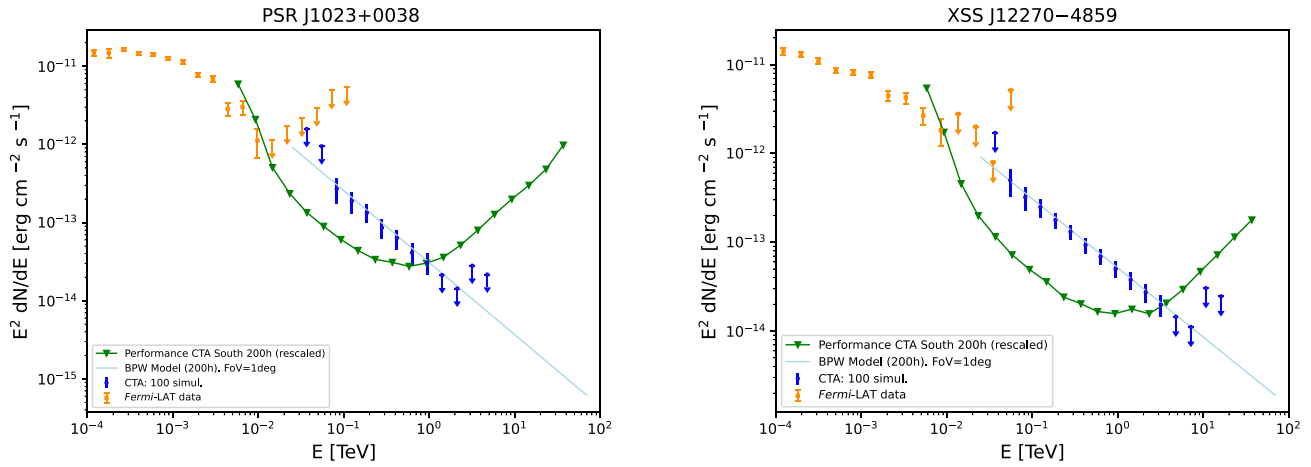 PSR J1023+0038
E² dN/dE [erg cm⁻² s⁻¹]
10⁻¹¹
10⁻¹²
10⁻¹³
10⁻¹⁴
10⁻¹⁵
Performance CTA South 200h (rescaled)
BPW Model (200h). FoV=1deg
CTA: 100 simul.
Fermi-LAT data
10⁻⁴ 10⁻³ 10⁻² 10⁻¹ 10⁰ 10¹ 10²
E [TeV]
XSS J12270−4859
E² dN/dE [erg cm⁻² s⁻¹]
10⁻¹¹
10⁻¹²
10⁻¹³
10⁻¹⁴
Performance CTA South 200h (rescaled)
BPW Model (200h). FoV=1deg
CTA: 100 simul.
Fermi-LAT data
10⁻⁴ 10⁻³ 10⁻² 10⁻¹ 10⁰ 10¹ 10²
E [TeV]